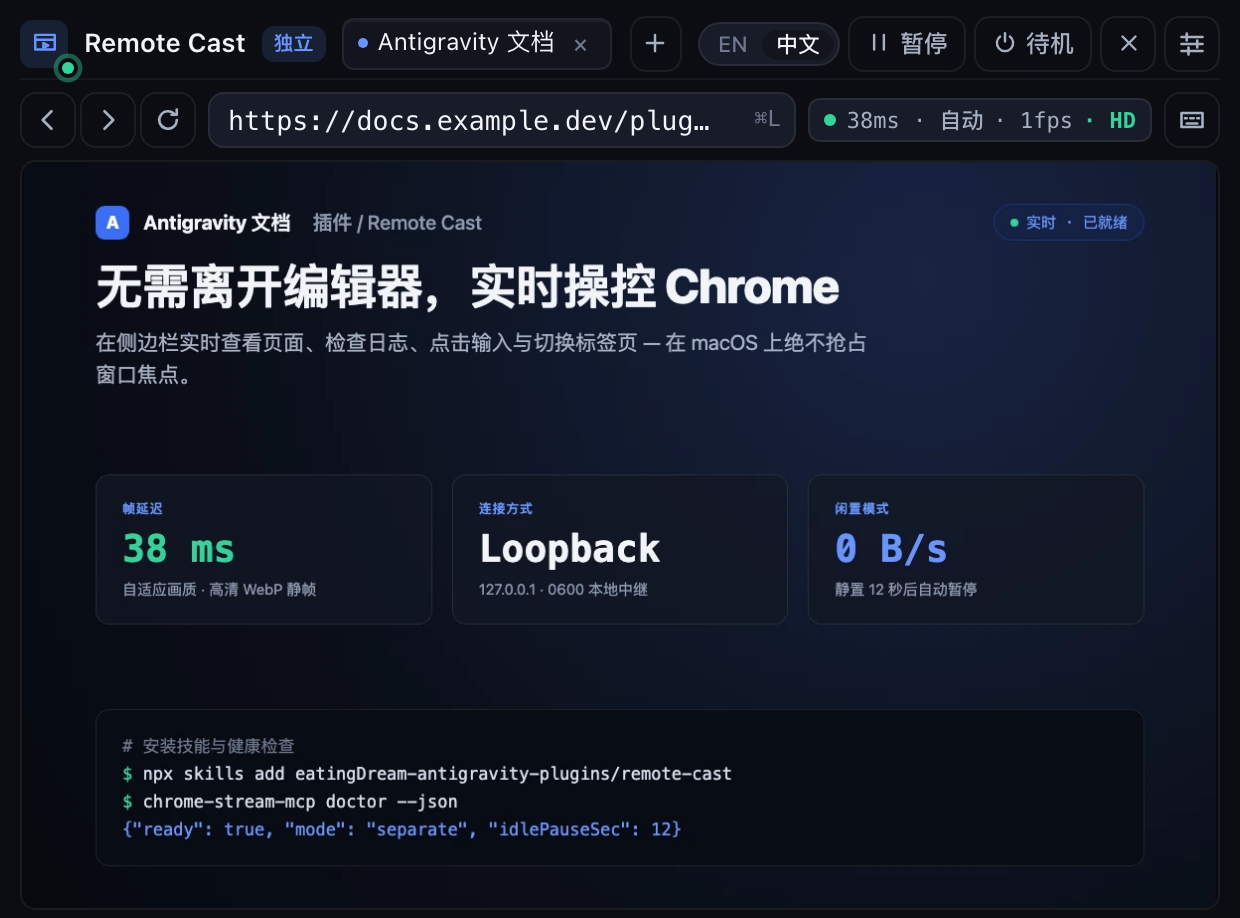 Remote Cast 独立 Antigravity 文档 × + EN 中文 暂停 待机 ×
https://docs.example.dev/plug… ⌘L 38ms · 自动 · 1fps · HD
A Antigravity 文档 插件 / Remote Cast 实时 · 已就绪
无需离开编辑器，实时操控 Chrome
在侧边栏实时查看页面、检查日志、点击输入与切换标签页 — 在 macOS 上绝不抢占
窗口焦点。
帧延迟
38 ms
自适应画质 · 高清 WebP 静帧
连接方式
Loopback
127.0.0.1 · 0600 本地中继
闲置模式
0 B/s
静置 12 秒后自动暂停
# 安装技能与健康检查
$ npx skills add eatingDream-antigravity-plugins/remote-cast
$ chrome-stream-mcp doctor --json
{"ready": true, "mode": "separate", "idlePauseSec": 12}